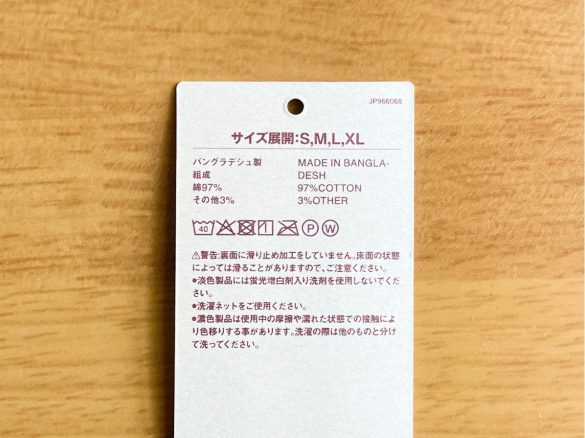 JP966068
サイズ展開:S,M,L,XL
バングラデシュ製 MADE IN BANGLA-
組成 DESH
綿97% 97%COTTON
その他3% 3%OTHER
40 P W
⚠警告:裏面に滑り止め加工をしていません。床面の状態
によっては滑ることがありますので、ご注意ください。
●淡色製品には蛍光増白剤入り洗剤を使用しないでくだ
さい。
●洗濯ネットをご使用ください。
●濃色製品は使用中の摩擦や濡れた状態での接触によ
り色移りする事があります。洗濯の際は他のものと分け
て洗ってください。